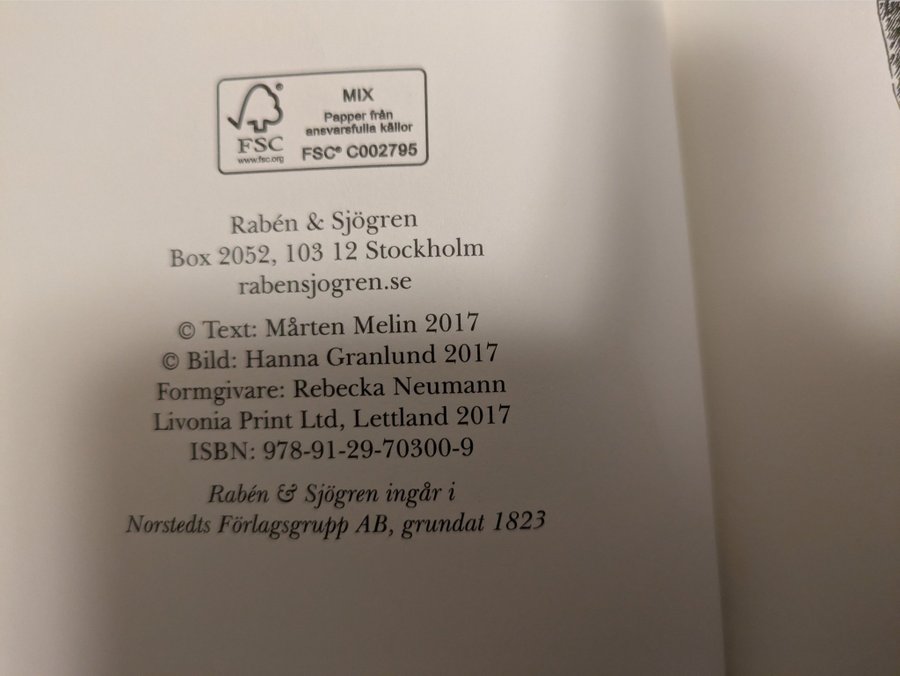 FSC®
www.fsc.org
MIX
Papper från
ansvarsfulla källor
FSC® C002795
Rabén & Sjögren
Box 2052, 103 12 Stockholm
rabensjogren.se
© Text: Mårten Melin 2017
© Bild: Hanna Granlund 2017
Formgivare: Rebecka Neumann
Livonia Print Ltd, Lettland 2017
ISBN: 978-91-29-70300-9
Rabén & Sjögren ingår i
Norstedts Förlagsgrupp AB, grundat 1823